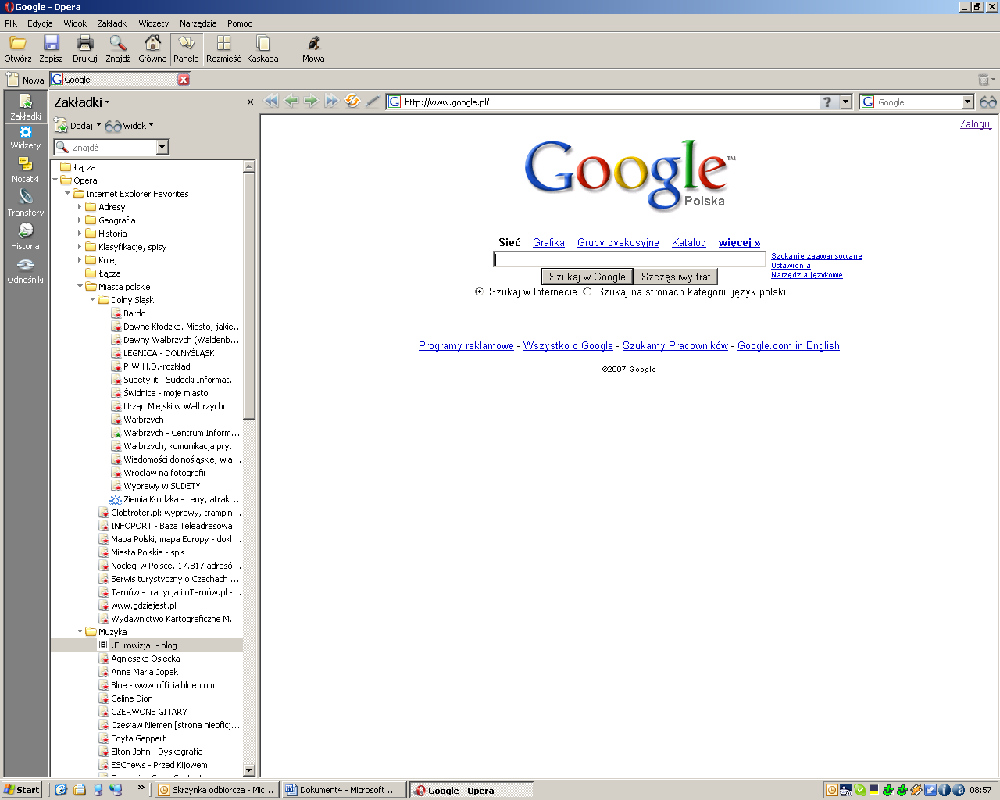 Google - Opera
Plik Edycja Widok Zakładki Widżety Narzędzia Pomoc
Otwórz Zapisz Drukuj Znajdź Główna Panele Rozmieść Kaskada Mowa
Nowa Google
Zakładki
Widżety
Notatki
Transfery
Historia
Odnośniki
Zakładki
Dodaj Widok
Znajdź
Łącza
Opera
Internet Explorer Favorites
Adresy
Geografia
Historia
Klasyfikacje, spisy
Kolej
Łącza
Miasta polskie
Dolny Śląsk
Bardo
Dawne Kłodzko. Miasto, jakie...
Dawny Wałbrzych (Waldenb...
LEGNICA - DOLNYŚLĄSK
P.W.H.D.-rozkład
Sudety.it - Sudecki Informat...
Świdnica - moje miasto
Urząd Miejski w Wałbrzychu
Wałbrzych
Wałbrzych - Centrum Inform...
Wałbrzych, komunikacja pry...
Wiadomości dolnośląskie, wia...
Wrocław na fotografii
Wyprawy w SUDETY
Ziemia Kłodzka - ceny, atrakc...
Globtroter.pl: wyprawy, trampin...
INFOPORT - Baza Teleadresowa
Mapa Polski, mapa Europy - dokł...
Miasta Polskie - spis
Noclegi w Polsce. 17.817 adresó...
Serwis turystyczny o Czechach ...
Tarnów - tradycja i nTarnów.pl -...
www.gdziejest.pl
Wydawnictwo Kartograficzne M...
Muzyka
.Eurowizja. - blog
Agnieszka Osiecka
Anna Maria Jopek
Blue - www.officialblue.com
Celine Dion
CZERWONE GITARY
Czesław Niemen [strona nieoficj...
Edyta Geppert
Elton John - Dyskografia
ESCnews - Przed Kijowem
http://www.google.pl/ ? Google
Zaloguj
Google™
Polska
Sieć Grafika Grupy dyskusyjne Katalog więcej »
Szukanie zaawansowane
Ustawienia
Narzędzia językowe
Szukaj w Google Szczęśliwy traf
Szukaj w Internecie Szukaj na stronach kategorii: język polski
Programy reklamowe - Wszystko o Google - Szukamy Pracowników - Google.com in English
©2007 Google
Start » Skrzynka odbiorcza - Mic... Dokument4 - Microsoft ... Google - Opera 08:57